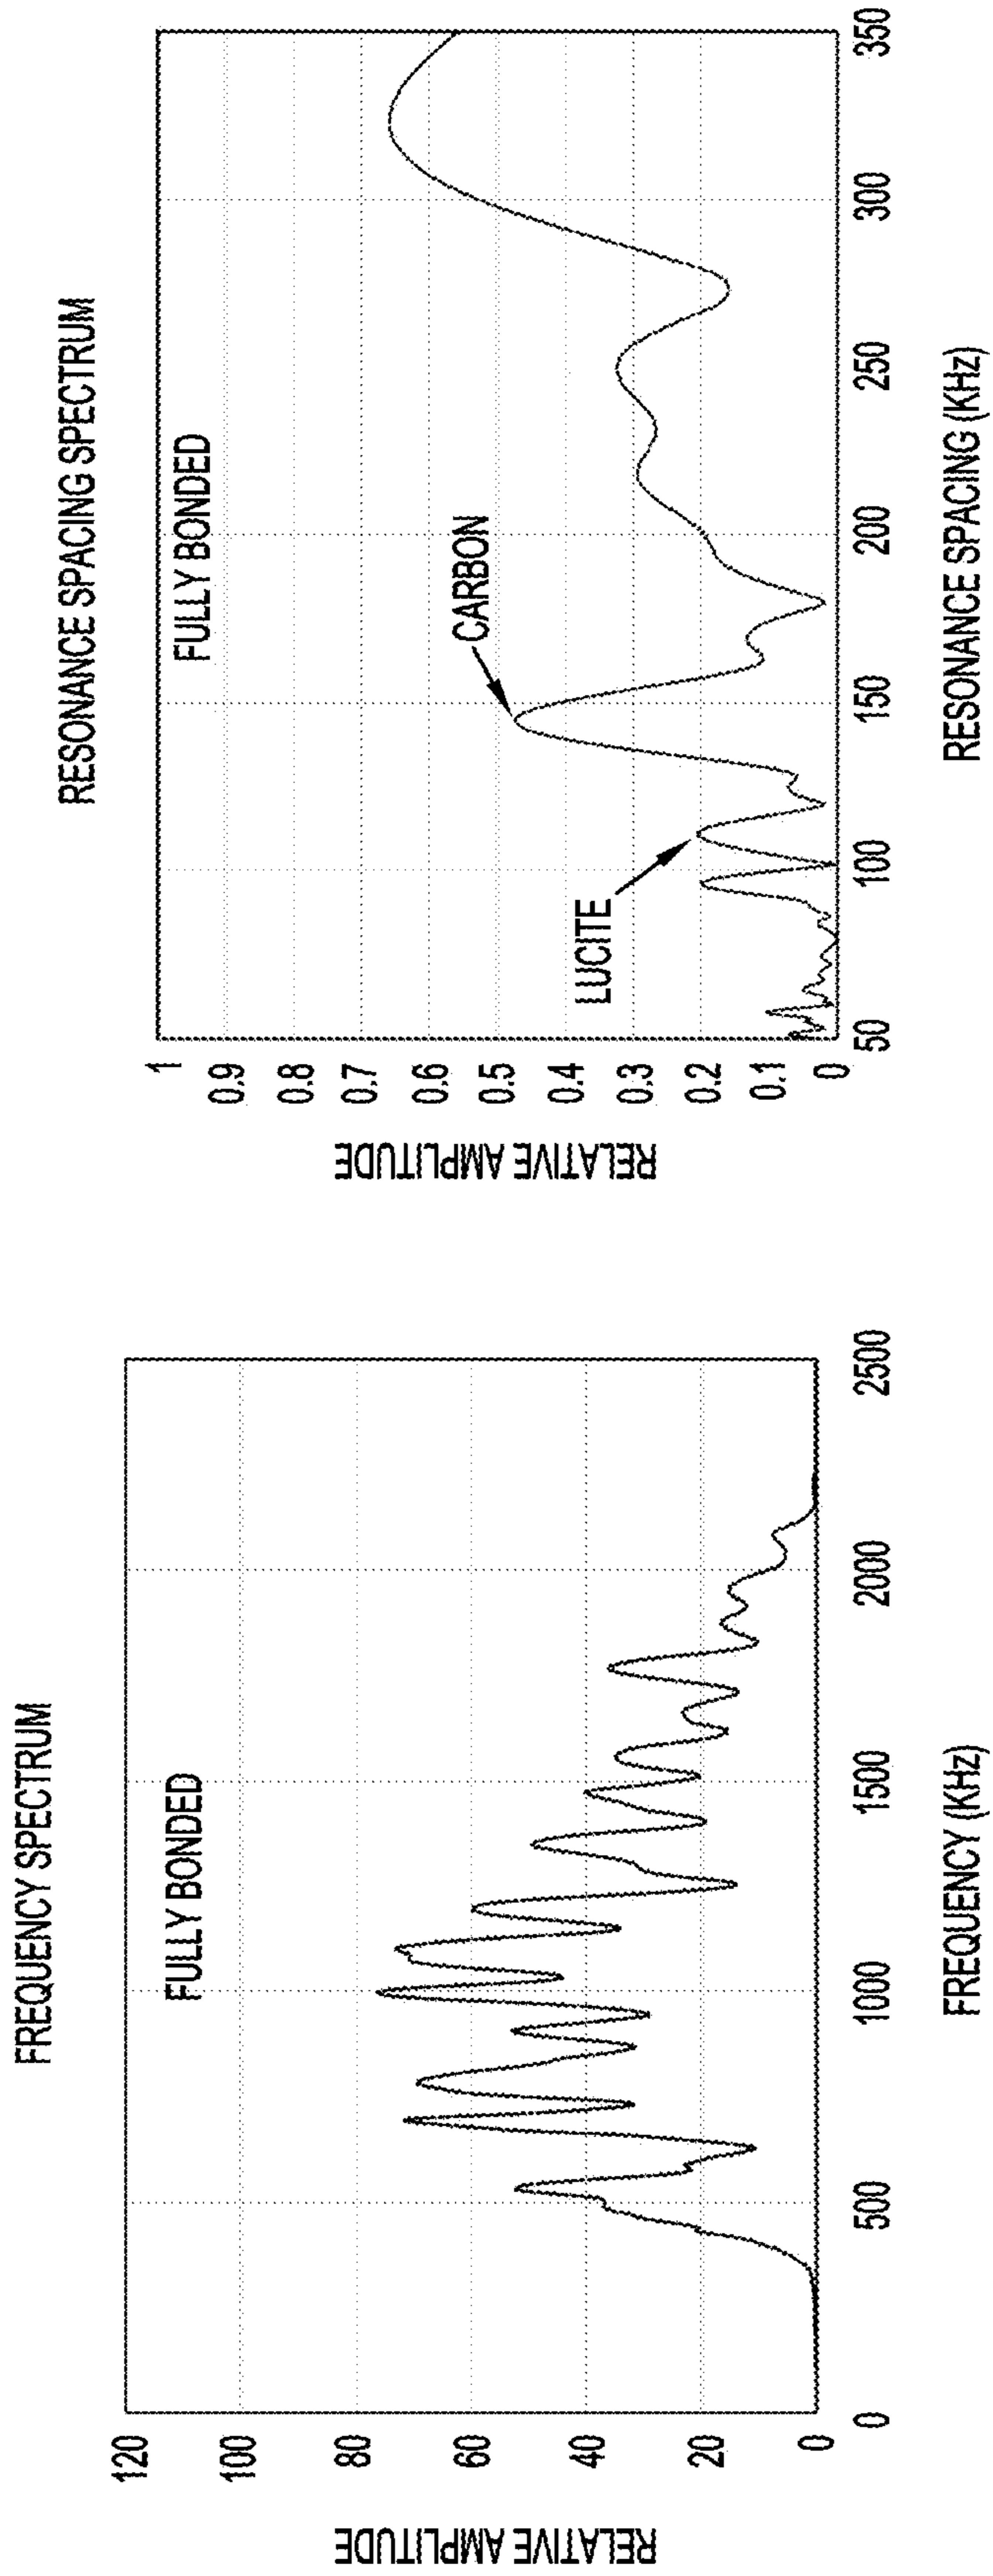 FREQUENCY SPECTRUM
FULLY BONDED
RELATIVE AMPLITUDE
120
100
80
60
40
20
0
0 500 1000 1500 2000 2500
FREQUENCY (KHz)
RESONANCE SPACING SPECTRUM
FULLY BONDED
CARBON
LUCITE
RELATIVE AMPLITUDE
1
0.9
0.8
0.7
0.6
0.5
0.4
0.3
0.2
0.1
0
50 100 150 200 250 300 350
RESONANCE SPACING (KHz)